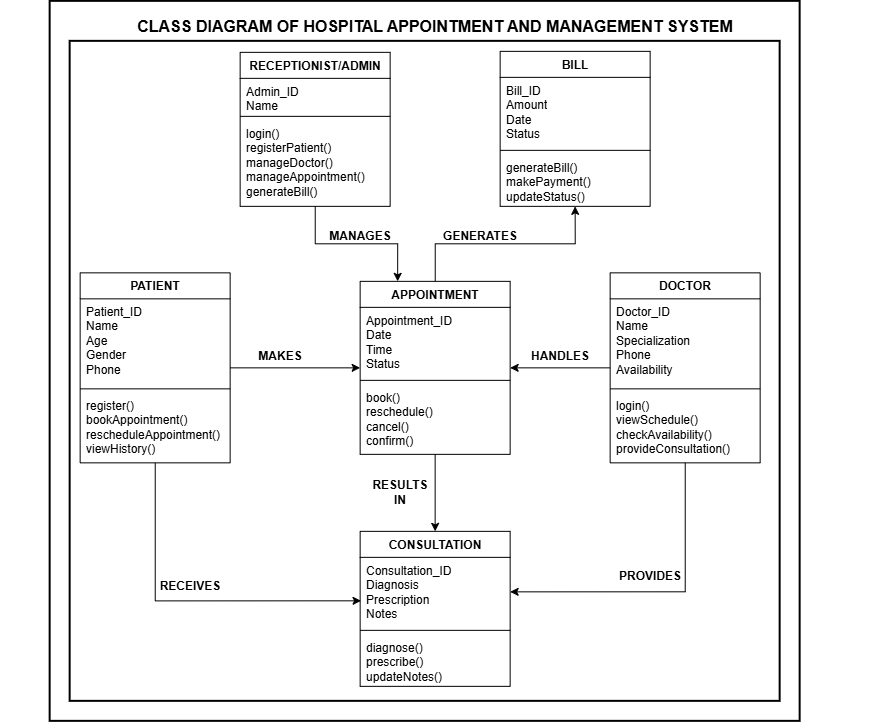 CLASS DIAGRAM OF HOSPITAL APPOINTMENT AND MANAGEMENT SYSTEM
RECEPTIONIST/ADMIN
Admin_ID
Name
login()
registerPatient()
manageDoctor()
manageAppointment()
generateBill()
BILL
Bill_ID
Amount
Date
Status
generateBill()
makePayment()
updateStatus()
MANAGES
GENERATES
PATIENT
Patient_ID
Name
Age
Gender
Phone
register()
bookAppointment()
rescheduleAppointment()
viewHistory()
MAKES
APPOINTMENT
Appointment_ID
Date
Time
Status
book()
reschedule()
cancel()
confirm()
HANDLES
DOCTOR
Doctor_ID
Name
Specialization
Phone
Availability
login()
viewSchedule()
checkAvailability()
provideConsultation()
RESULTS
IN
RECEIVES
CONSULTATION
Consultation_ID
Diagnosis
Prescription
Notes
diagnose()
prescribe()
updateNotes()
PROVIDES